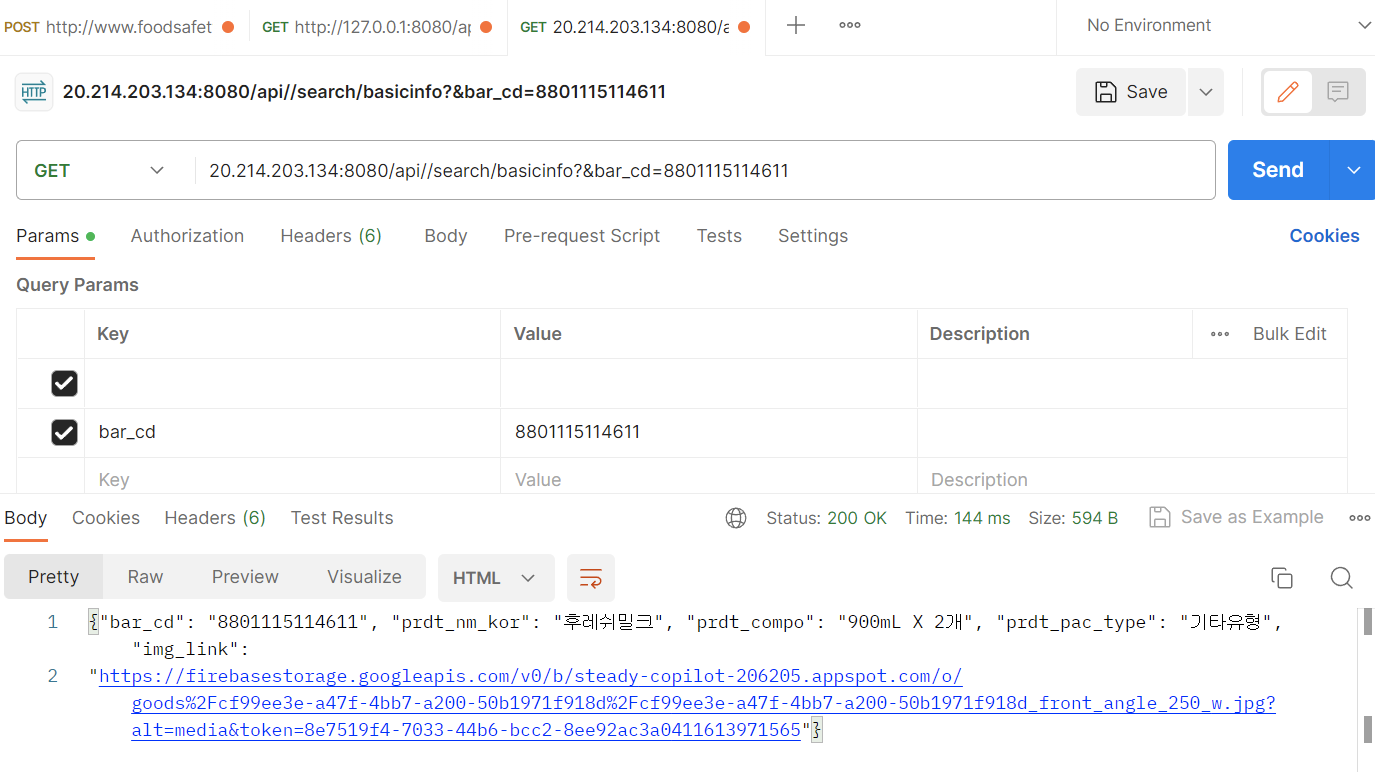 POST http://www.foodsafet GET http://127.0.0.1:8080/ap GET 20.214.203.134:8080/a No Environment
HTTP 20.214.203.134:8080/api//search/basicinfo?&bar_cd=8801115114611 Save
GET 20.214.203.134:8080/api//search/basicinfo?&bar_cd=8801115114611 Send
Params Authorization Headers (6) Body Pre-request Script Tests Settings Cookies
Query Params
Key Value Description Bulk Edit
bar_cd 8801115114611
Key Value Description
Body Cookies Headers (6) Test Results Status: 200 OK Time: 144 ms Size: 594 B Save as Example
Pretty Raw Preview Visualize HTML
1 {"bar_cd": "8801115114611", "prdt_nm_kor": "후레쉬밀크", "prdt_compo": "900mL X 2개", "prdt_pac_type": "기타유형",
"img_link":
2 "https://firebasestorage.googleapis.com/v0/b/steady-copilot-206205.appspot.com/o/
goods%2Fcf99ee3e-a47f-4bb7-a200-50b1971f918d%2Fcf99ee3e-a47f-4bb7-a200-50b1971f918d_front_angle_250_w.jpg?
alt=media&token=8e7519f4-7033-44b6-bcc2-8ee92ac3a0411613971565"}